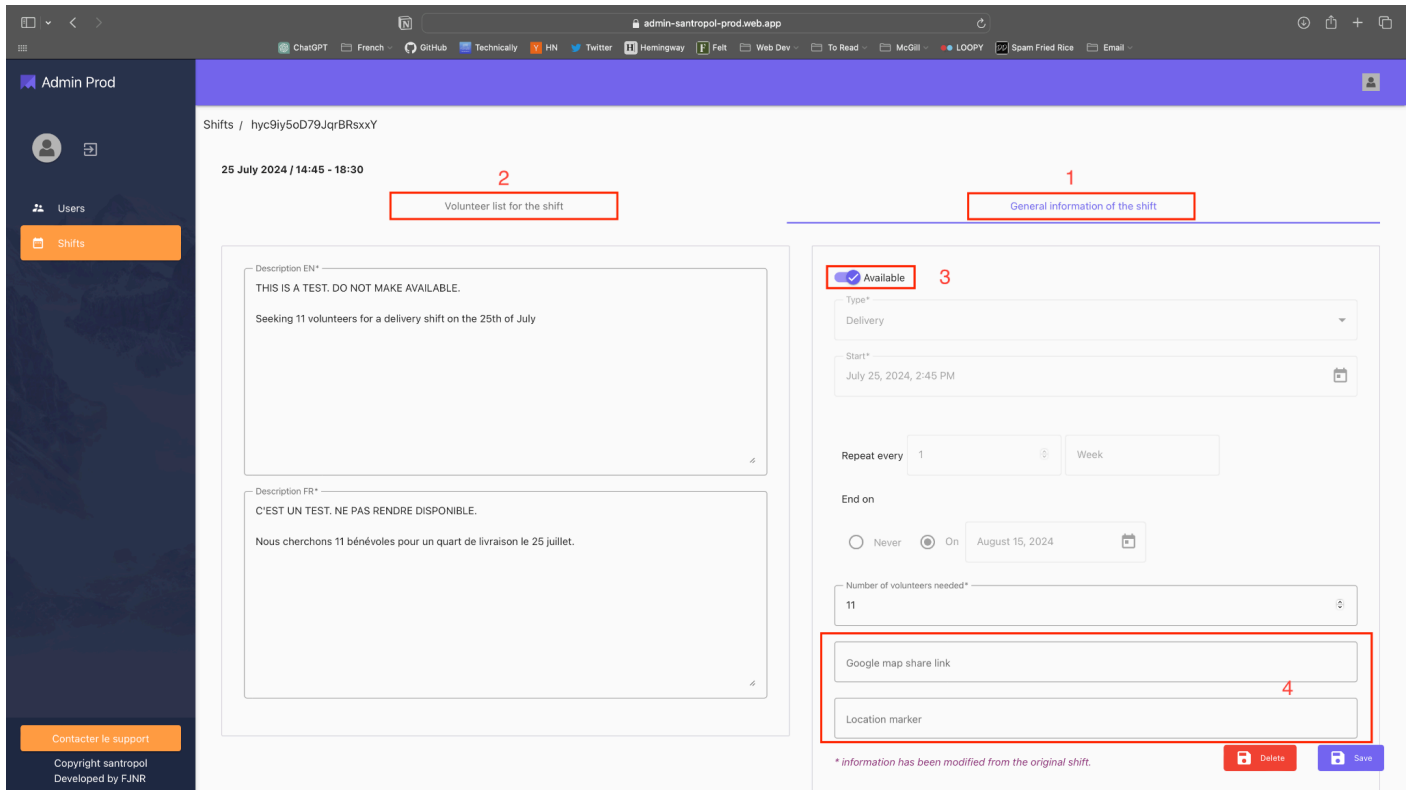 admin-santropol-prod.web.app
ChatGPT French GitHub Technically Y HN Twitter H Hemingway F Felt Web Dev To Read McGill LOOPY Spam Fried Rice Email
Admin Prod
Shifts / hyc9iy5oD79JqrBRsxxY
25 July 2024 / 14:45 - 18:30
2
1
Volunteer list for the shift
General information of the shift
Users
Shifts
Description EN*
THIS IS A TEST. DO NOT MAKE AVAILABLE.
Seeking 11 volunteers for a delivery shift on the 25th of July
Description FR*
C'EST UN TEST. NE PAS RENDRE DISPONIBLE.
Nous cherchons 11 bénévoles pour un quart de livraison le 25 juillet.
Available
3
Type*
Delivery
Start*
July 25, 2024, 2:45 PM
Repeat every 1 Week
End on
Never On August 15, 2024
Number of volunteers needed*
11
Google map share link
4
Location marker
* information has been modified from the original shift.
Delete
Save
Contacter le support
Copyright santropol
Developed by FJNR